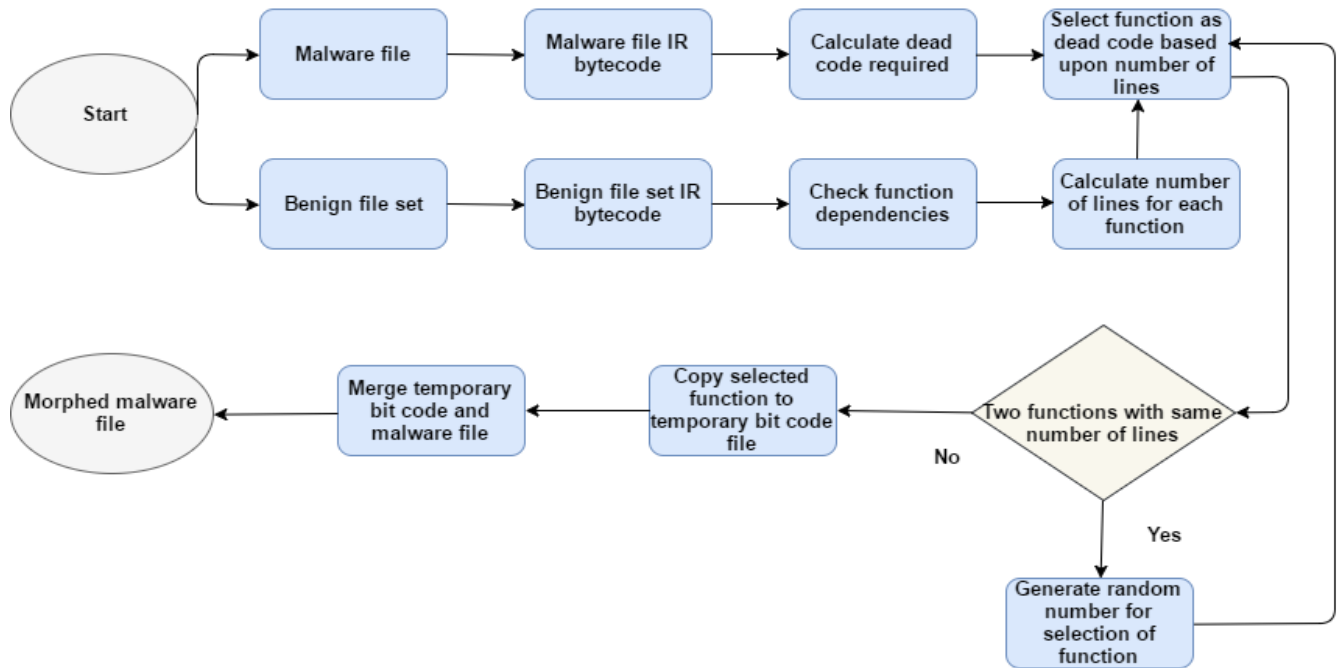 Start
Malware file
Malware file IR
bytecode
Calculate dead
code required
Select function as
dead code based
upon number of
lines
Benign file set
Benign file set IR
bytecode
Check function
dependencies
Calculate number
of lines for each
function
Morphed malware
file
Merge temporary
bit code and
malware file
Copy selected
function to
temporary bit code
file
Two functions with same
number of lines
No
Yes
Generate random
number for
selection of
function